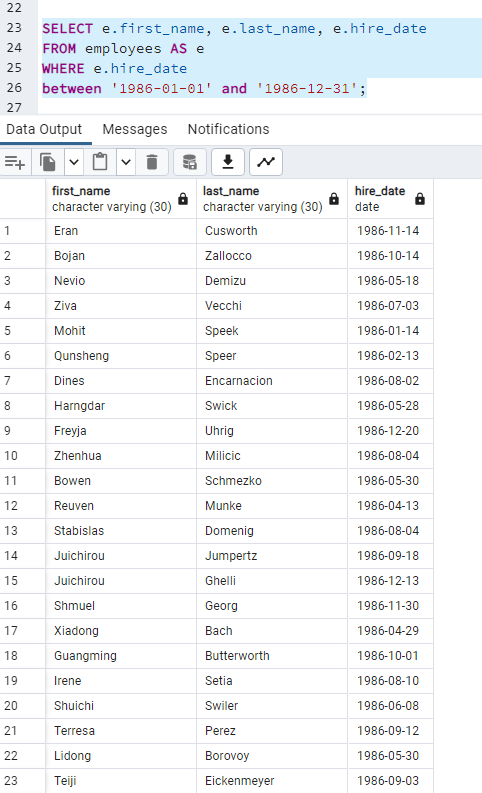 22
23 SELECT e.first_name, e.last_name, e.hire_date
24 FROM employees AS e
25 WHERE e.hire_date
26 between '1986-01-01' and '1986-12-31';
27
Data Output Messages Notifications
first_name last_name hire_date
character varying (30) character varying (30) date
1 Eran Cusworth 1986-11-14
2 Bojan Zallocco 1986-10-14
3 Nevio Demizu 1986-05-18
4 Ziva Vecchi 1986-07-03
5 Mohit Speek 1986-01-14
6 Qunsheng Speer 1986-02-13
7 Dines Encarnacion 1986-08-02
8 Harngdar Swick 1986-05-28
9 Freyja Uhrig 1986-12-20
10 Zhenhua Milicic 1986-08-04
11 Bowen Schmezko 1986-05-30
12 Reuven Munke 1986-04-13
13 Stabislas Domenig 1986-08-04
14 Juichirou Jumpertz 1986-09-18
15 Juichirou Ghelli 1986-12-13
16 Shmuel Georg 1986-11-30
17 Xiadong Bach 1986-04-29
18 Guangming Butterworth 1986-10-01
19 Irene Setia 1986-08-10
20 Shuichi Swiler 1986-06-08
21 Terresa Perez 1986-09-12
22 Lidong Borovoy 1986-05-30
23 Teiji Eickenmeyer 1986-09-03